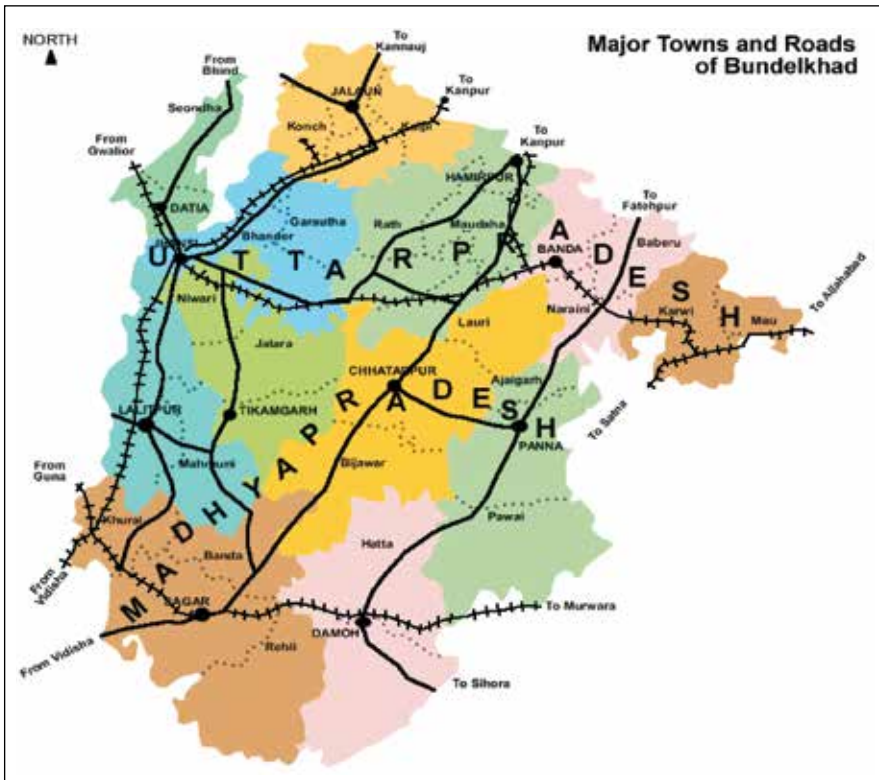 NORTH
Major Towns and Roads
of Bundelkhad
From
Bhind
To
Kannauj
To
Kanpur
Seondha
JALAUN
Konch
From
Gwalior
To
Kanpur
HAMIRPUR
DATIA
Garautha
Rath
Maudaha
To
Fatehpur
Bhander
BANDA
Baberu
UTTAR PRADESH
Niwari
Naraini
Karwi
Mau
To Allahabad
Lauri
Jatara
CHHATARPUR
Ajaigarh
To Satna
LALITPUR
TIKAMGARH
PANNA
MADHYAPRADESH
Mahrauni
Bijawar
From
Guna
Khurai
Pawai
Banda
Hatta
From
Vidisha
SAGAR
To Murwara
DAMOH
From Vidisha
Rehli
To Sihora